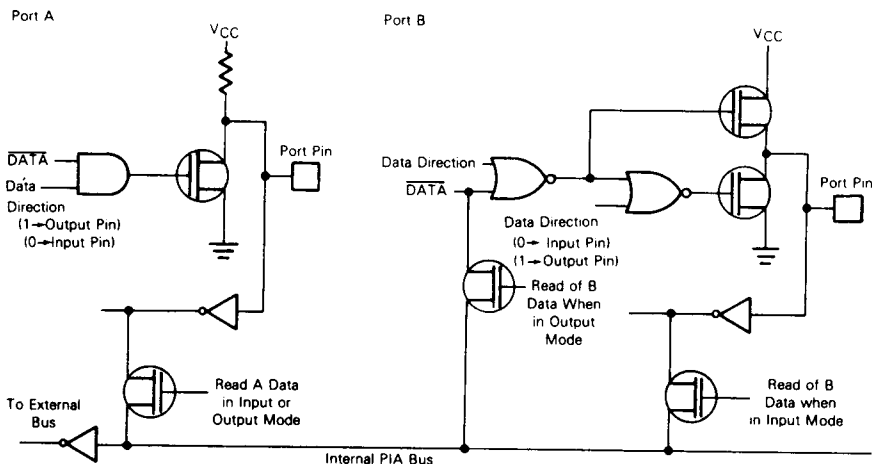 Port A
VCC
DATA
Data
Direction
(1→Output Pin)
(0→Input Pin)
Port Pin
Read A Data
in Input or
Output Mode
To External
Bus
Internal PIA Bus
Port B
VCC
Data Direction
DATA
Data Direction
(0→ Input Pin)
(1→Output Pin)
Port Pin
Read of B
Data When
in Output
Mode
Read of B
Data when
in Input Mode